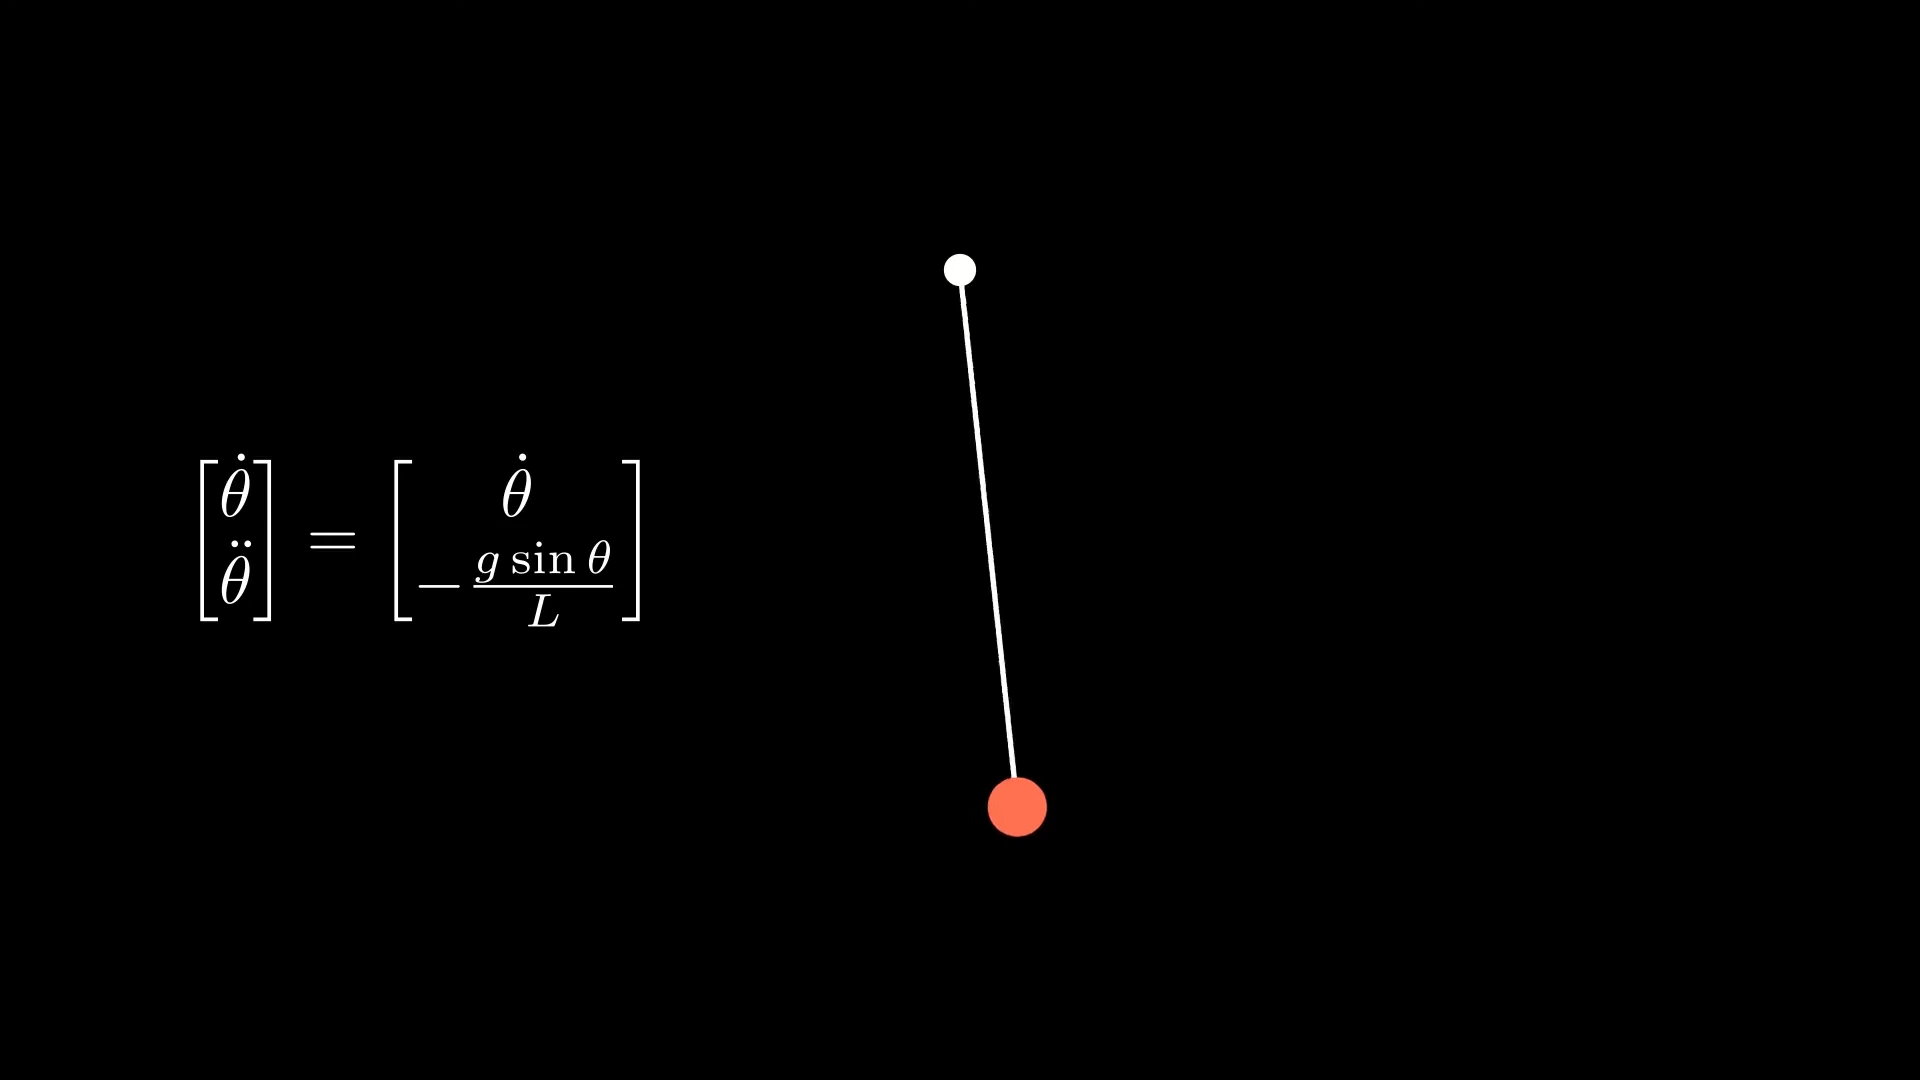 [θ̇ θ̈] = [θ̇ −(g sin θ)/L]